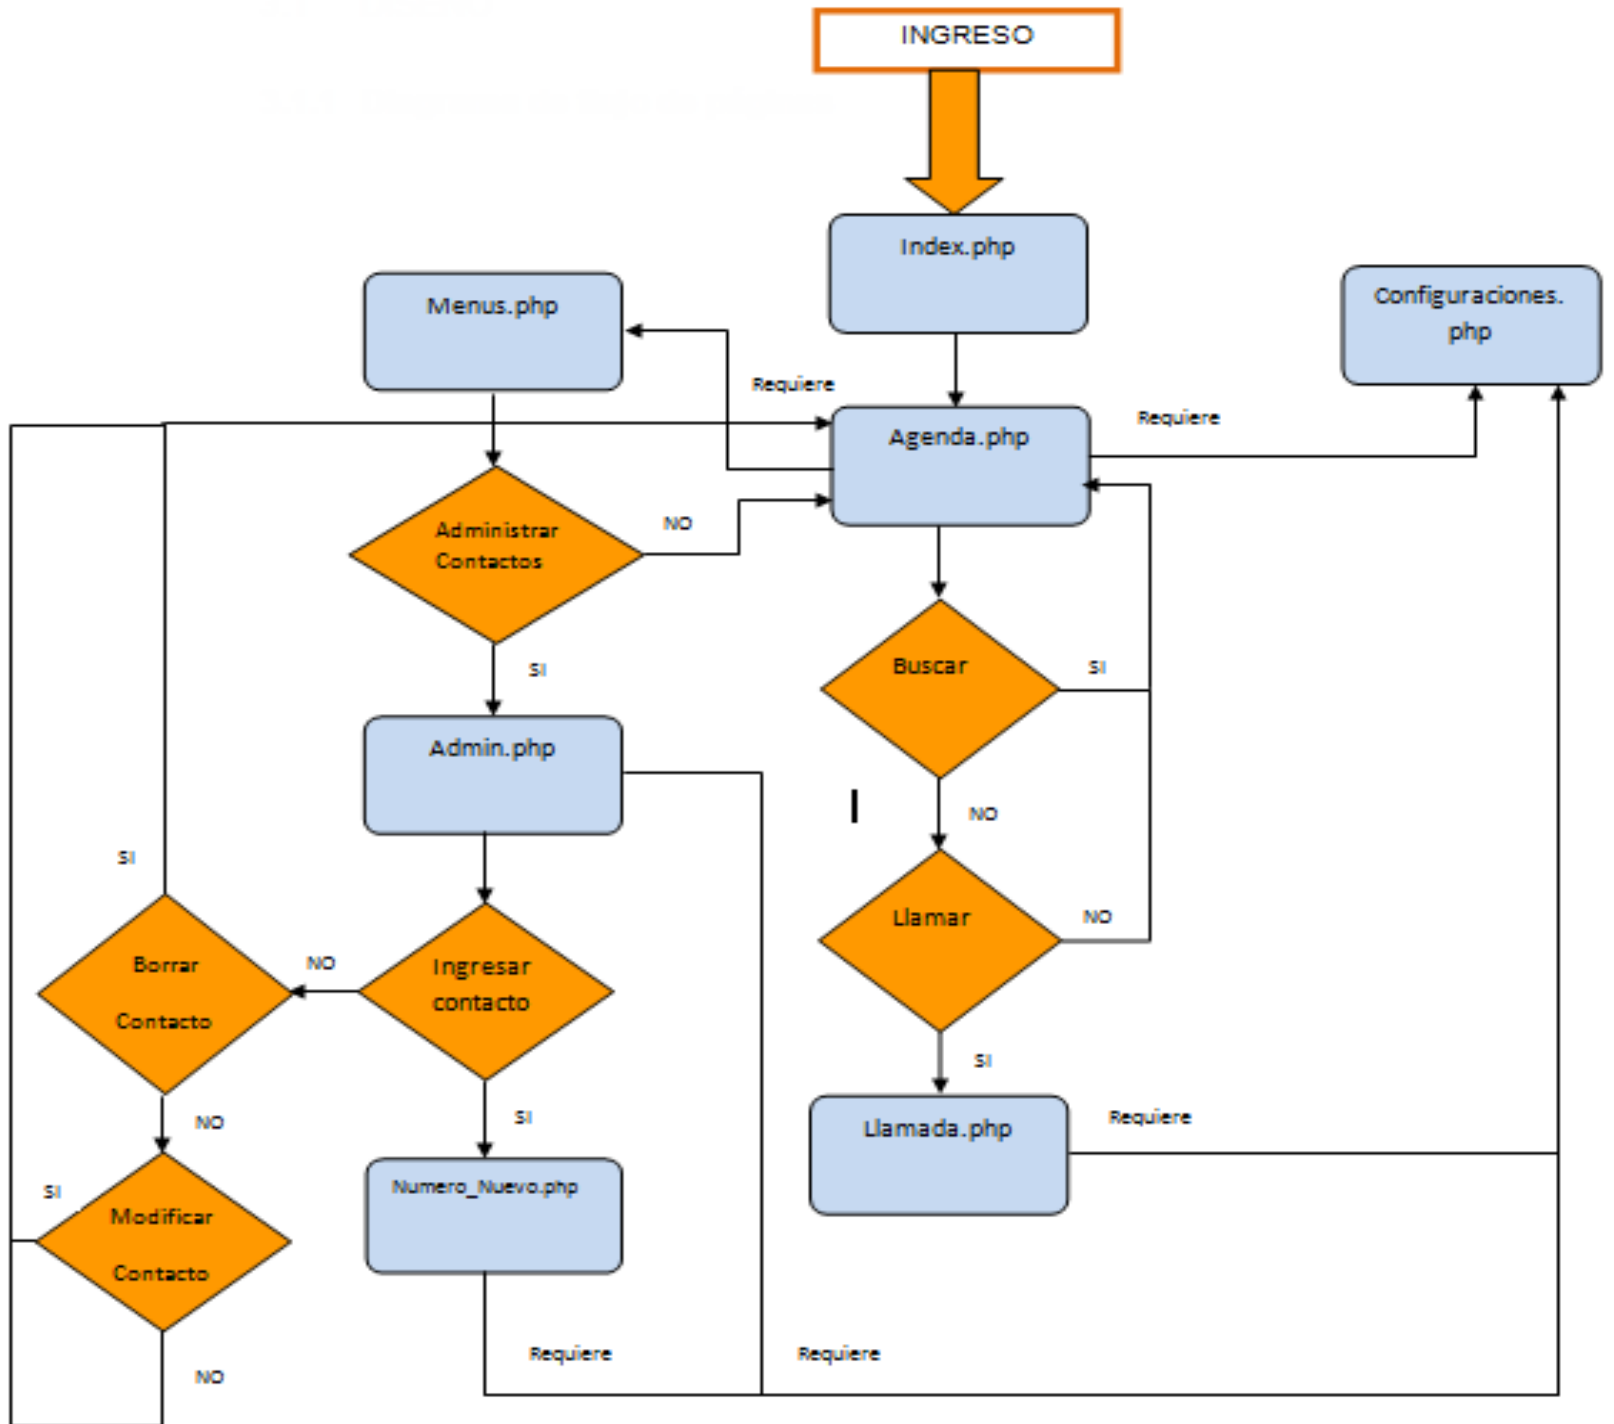 INGRESO
Index.php
Menus.php
Configuraciones.
php
Requiere
Requiere
Agenda.php
Administrar
Contactos
NO
SI
Buscar
SI
Admin.php
NO
SI
Llamar
NO
Borrar
Contacto
NO
Ingresar
contacto
SI
NO
SI
Llamada.php
Requiere
SI
Numero_Nuevo.php
Modificar
Contacto
Requiere
Requiere
NO